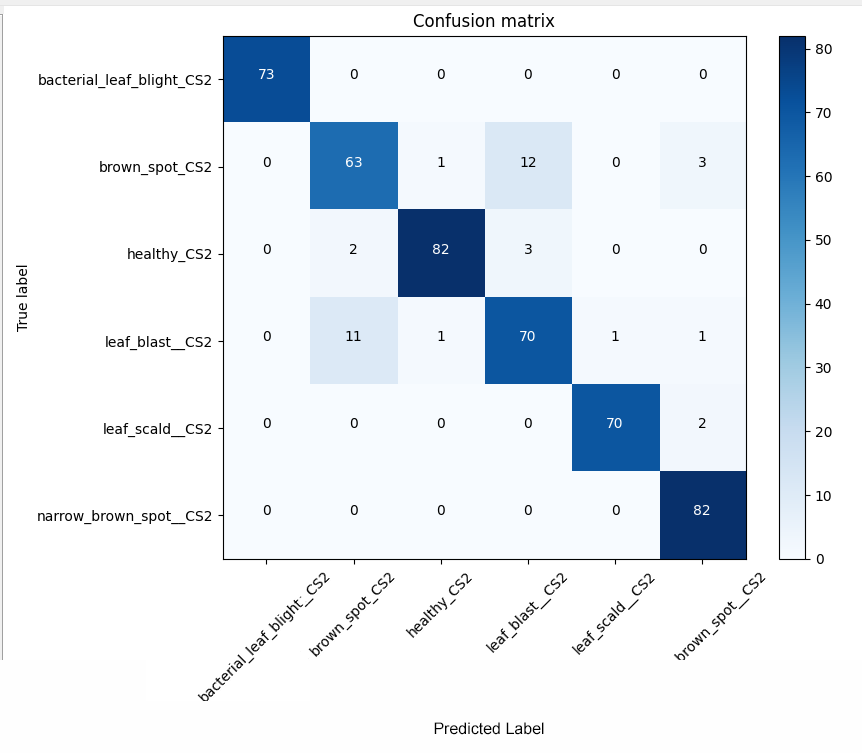 Confusion matrix
bacterial_leaf_blight_CS2 73 0 0 0 0 0
brown_spot_CS2 0 63 1 12 0 3
healthy_CS2 0 2 82 3 0 0
leaf_blast__CS2 0 11 1 70 1 1
leaf_scald__CS2 0 0 0 0 70 2
narrow_brown_spot__CS2 0 0 0 0 0 82
True label
bacterial_leaf_blight__CS2
brown_spot_CS2
healthy_CS2
leaf_blast__CS2
leaf_scald__CS2
brown_spot__CS2
Predicted Label
80
70
60
50
40
30
20
10
0